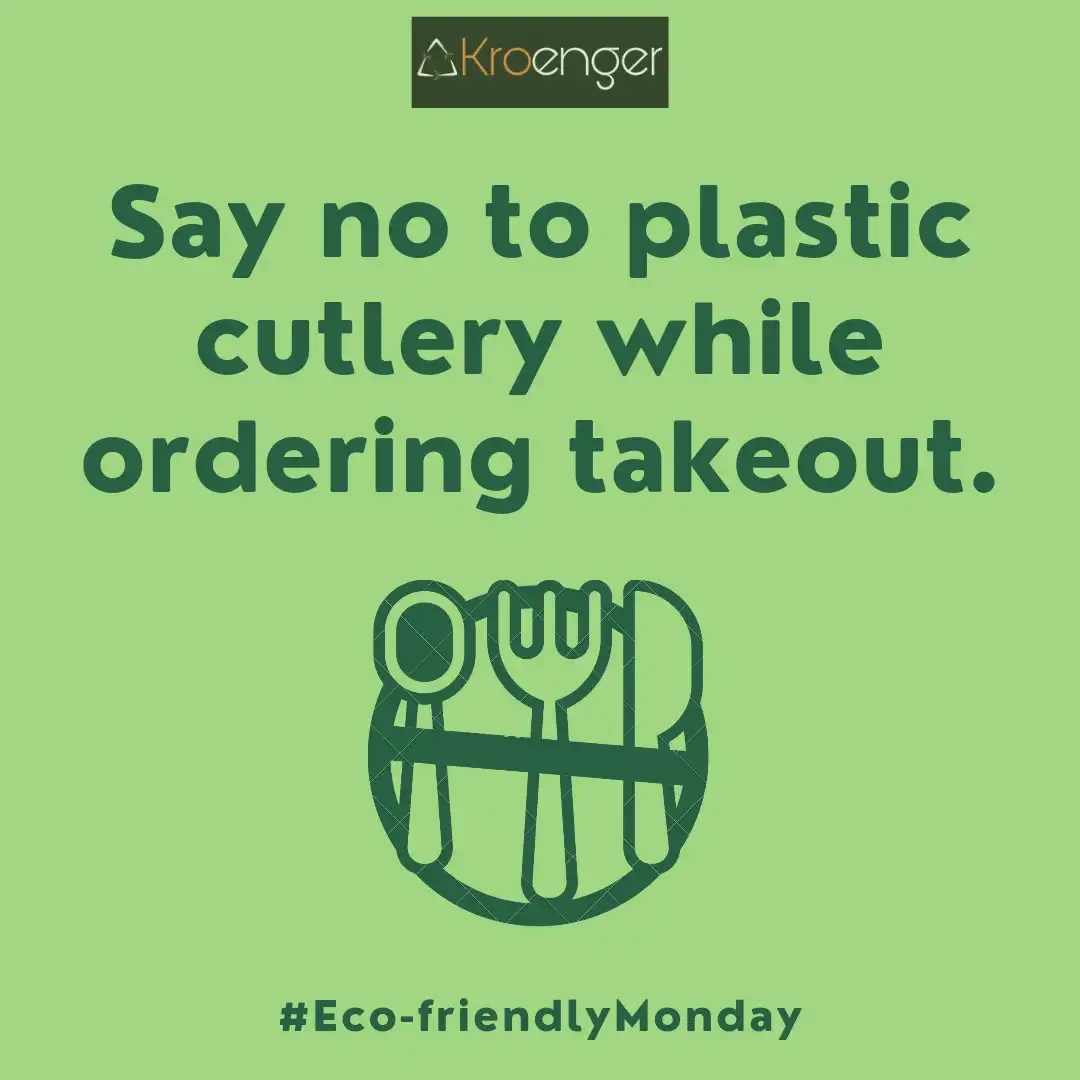 Kroenger
Say no to plastic
cutlery while
ordering takeout.
#Eco-friendlyMonday